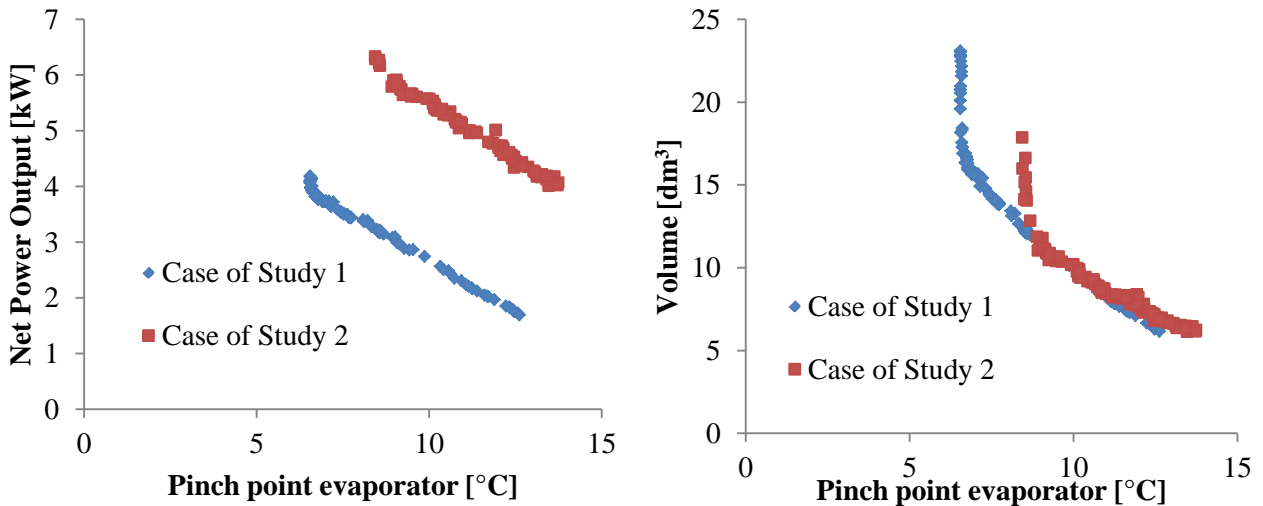 Net Power Output [kW]
7
6
5
4
3
2
1
0
Case of Study 1
Case of Study 2
0 5 10 15
Pinch point evaporator [°C]
Volume [dm³]
25
20
15
10
5
0
Case of Study 1
Case of Study 2
0 5 10 15
Pinch point evaporator [°C]